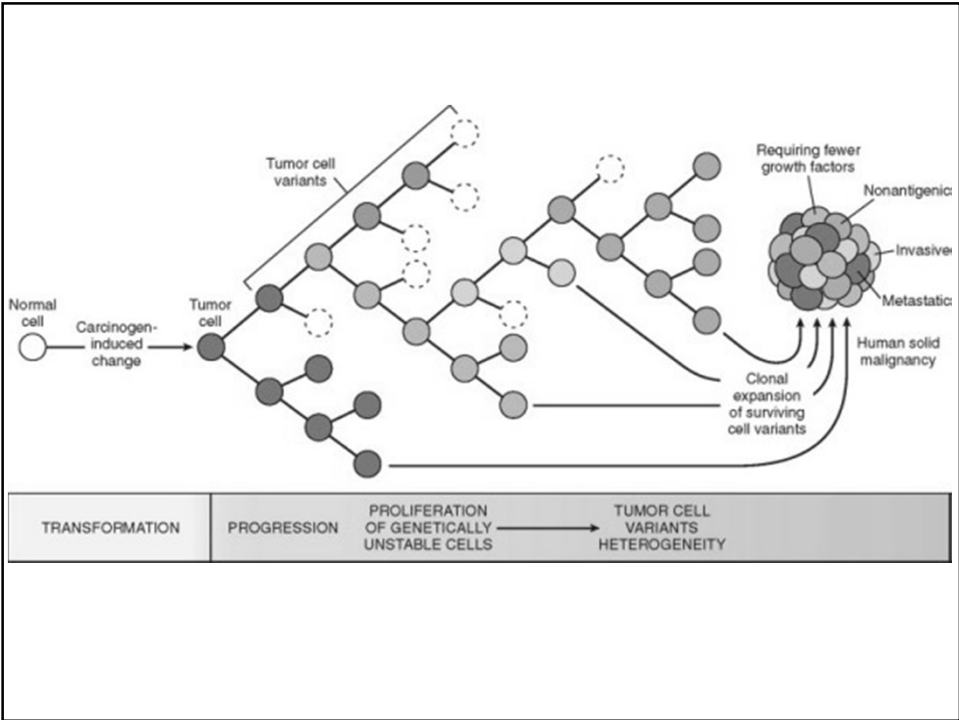 Tumor cell
variants
Requiring fewer
growth factors
Nonantigenic
Invasive
Metastatic
Normal
cell
Carcinogen-
induced
change
Tumor
cell
Human solid
malignancy
Clonal
expansion
of surviving
cell variants
TRANSFORMATION
PROGRESSION
PROLIFERATION
OF GENETICALLY
UNSTABLE CELLS
TUMOR CELL
VARIANTS
HETEROGENEITY